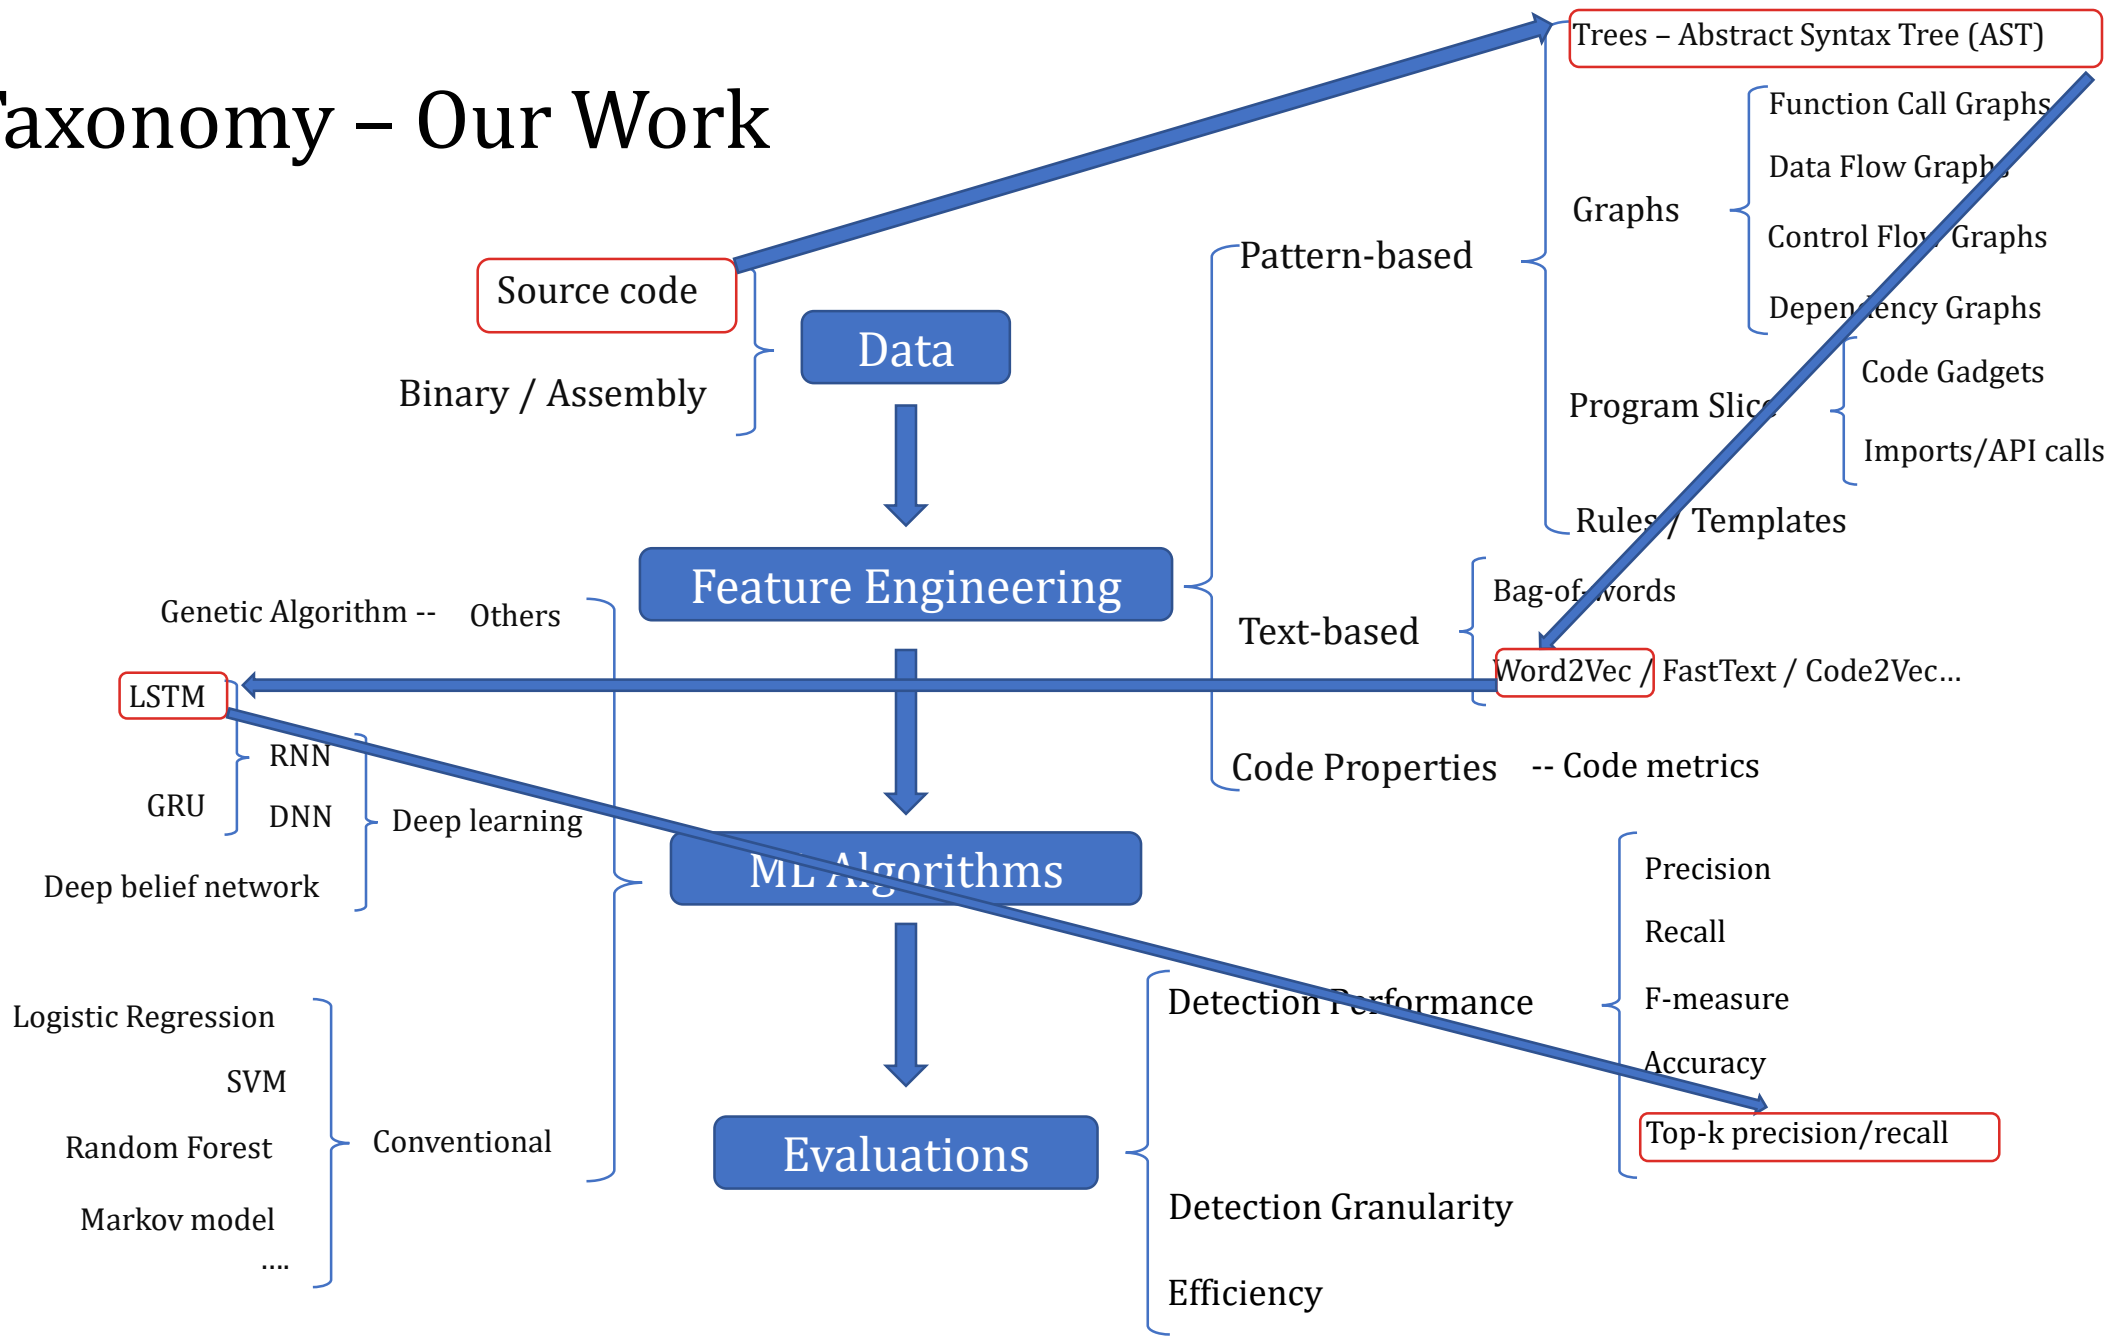 Taxonomy – Our Work
Trees – Abstract Syntax Tree (AST)
Function Call Graphs
Data Flow Graphs
Graphs
Control Flow Graphs
Dependency Graphs
Pattern-based
Source code
Data
Binary / Assembly
Code Gadgets
Program Slice
Imports/API calls
Rules / Templates
Feature Engineering
Bag-of-words
Text-based
Word2Vec / FastText / Code2Vec…
Genetic Algorithm -- Others
LSTM
RNN
Code Properties -- Code metrics
GRU
DNN
Deep learning
ML Algorithms
Deep belief network
Precision
Recall
Detection Performance
F-measure
Accuracy
Top-k precision/recall
Logistic Regression
SVM
Random Forest
Conventional
Markov model
....
Evaluations
Detection Granularity
Efficiency